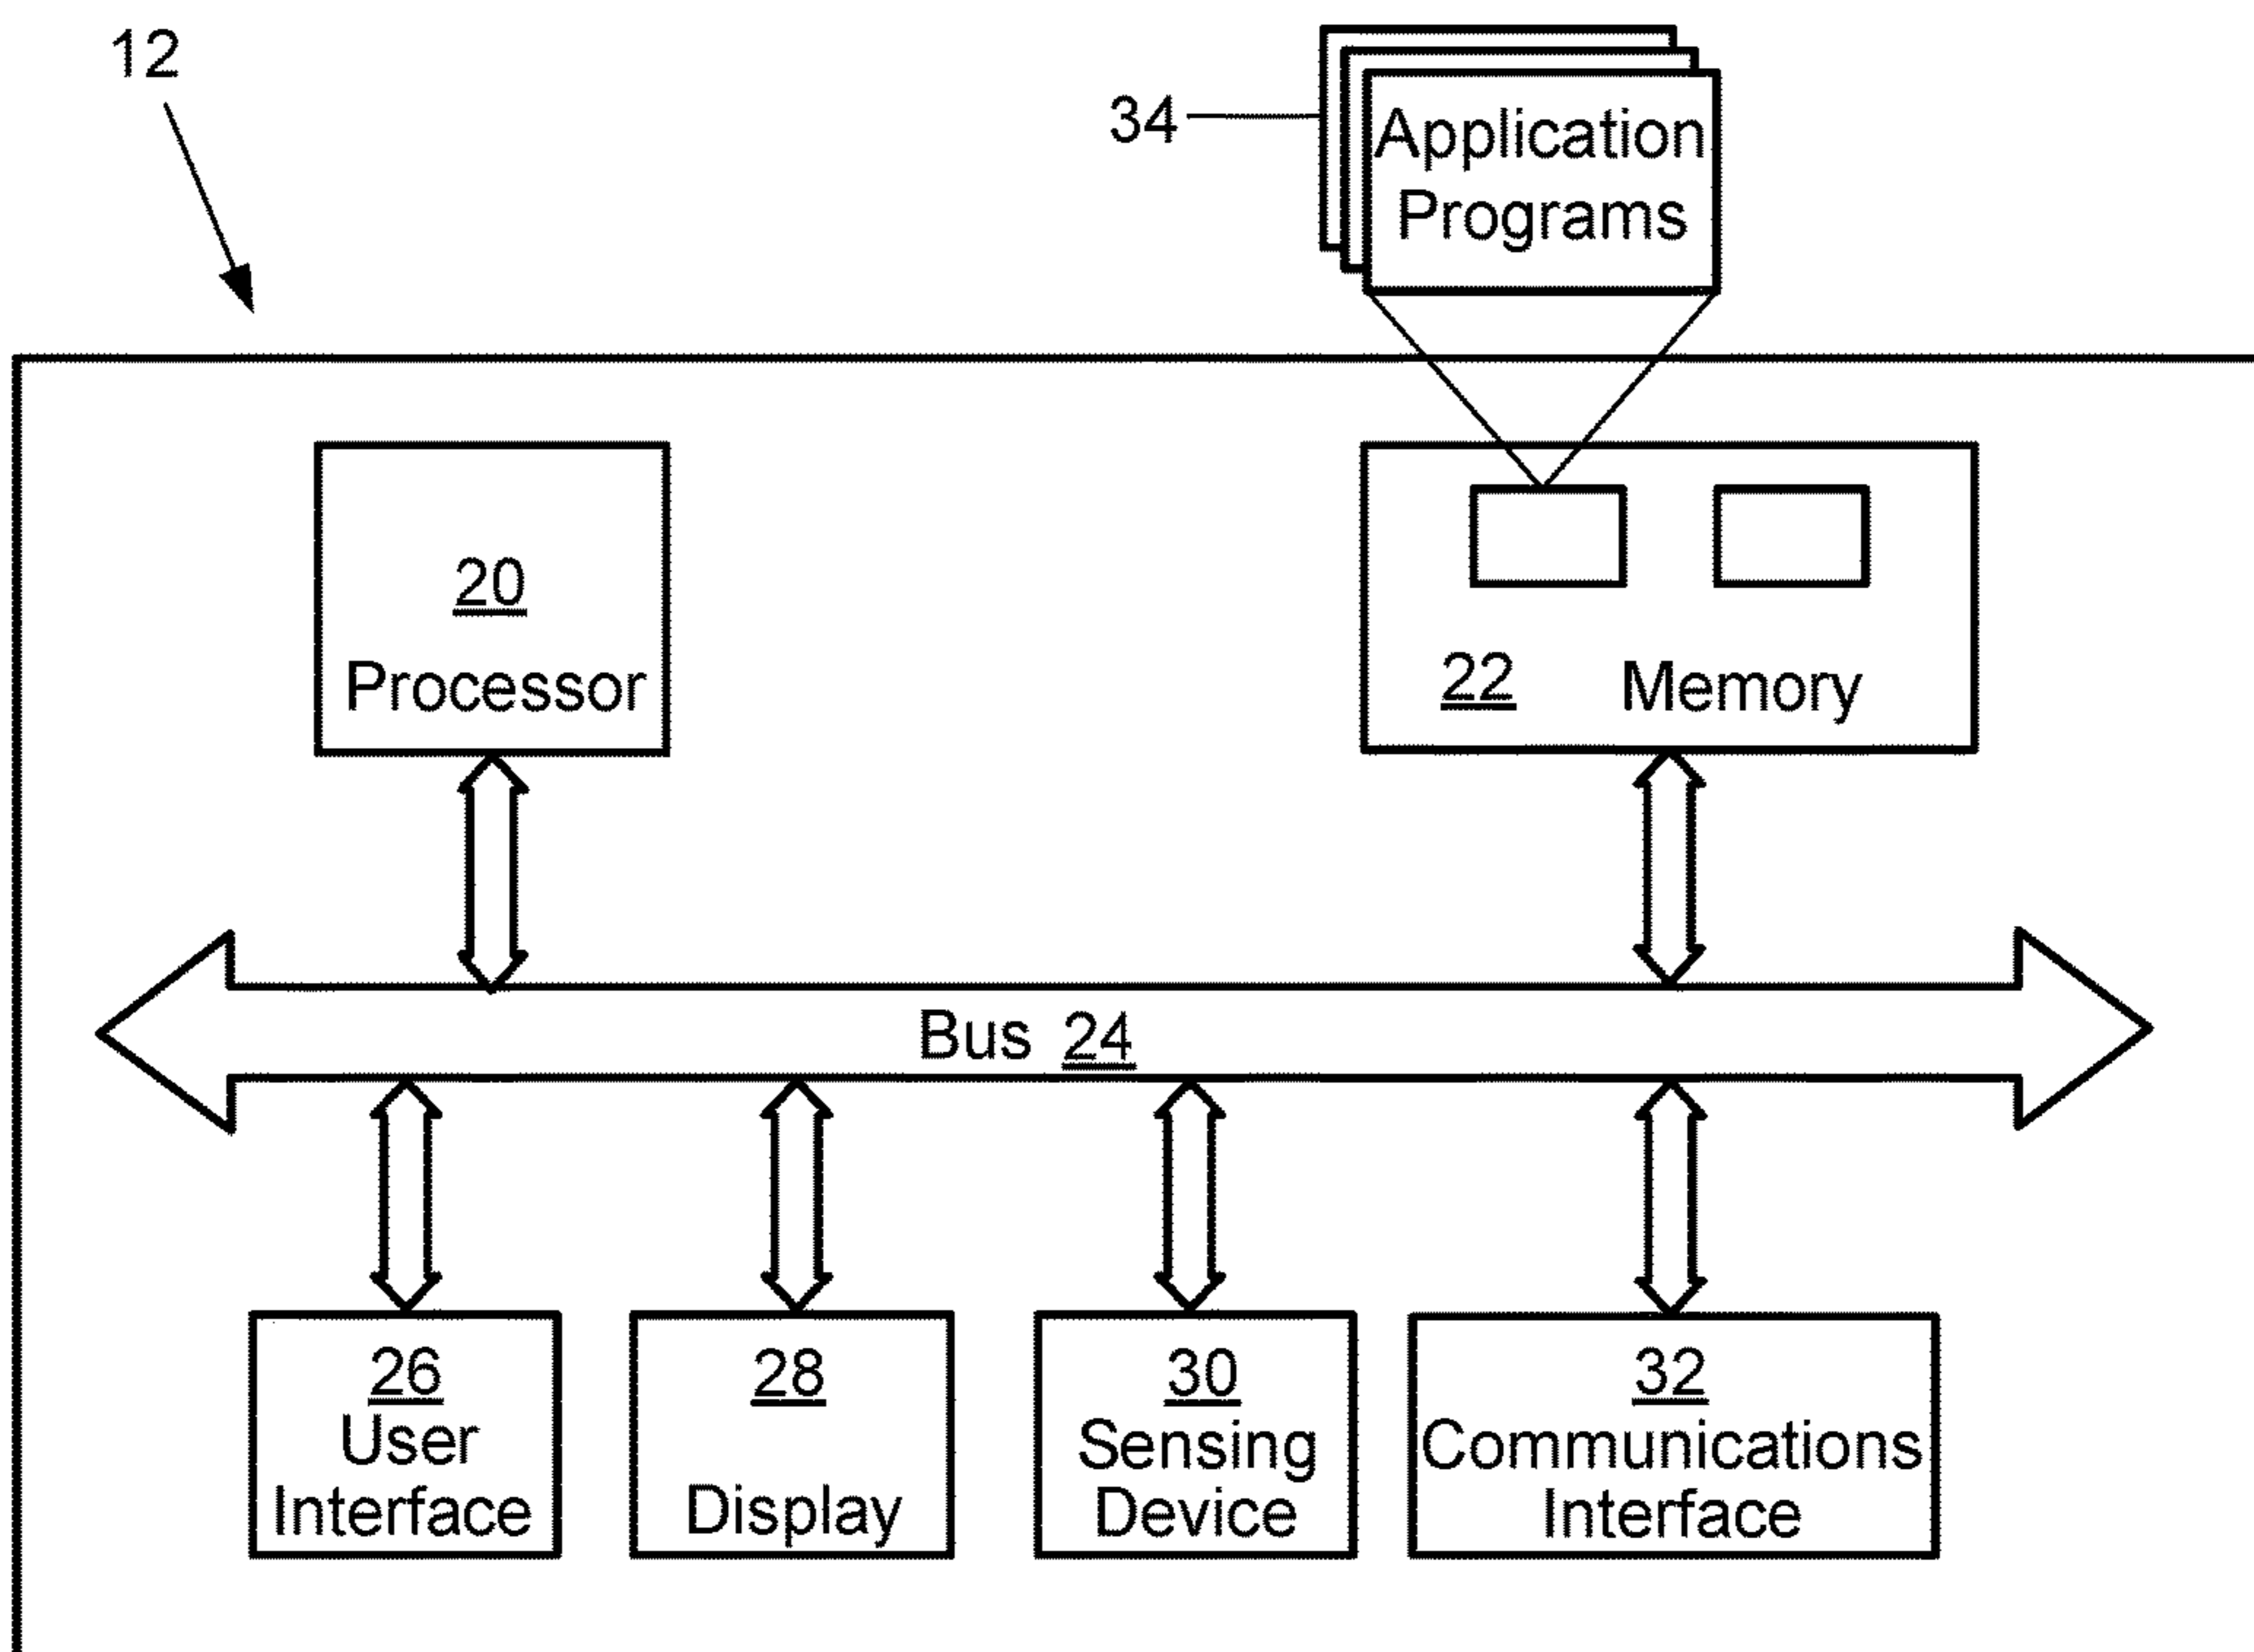 12
34
Application
Programs
20
Processor
22 Memory
Bus 24
26
User
Interface
28
Display
30
Sensing
Device
32
Communications
Interface